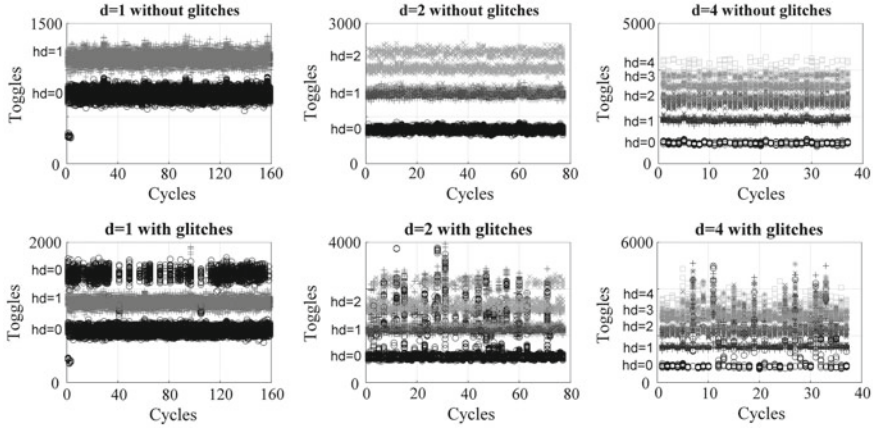 d=1 without glitches
1500
hd=1
hd=0
0
Toggles
0 40 80 120 160
Cycles
d=2 without glitches
3000
hd=2
hd=1
hd=0
0
Toggles
0 20 40 60 80
Cycles
d=4 without glitches
5000
hd=4
hd=3
hd=2
hd=1
hd=0
0
Toggles
0 10 20 30 40
Cycles
d=1 with glitches
2000
hd=0
hd=1
hd=0
0
Toggles
0 40 80 120 160
Cycles
d=2 with glitches
4000
hd=2
hd=1
hd=0
0
Toggles
0 20 40 60 80
Cycles
d=4 with glitches
6000
hd=4
hd=3
hd=2
hd=1
hd=0
0
Toggles
0 10 20 30 40
Cycles